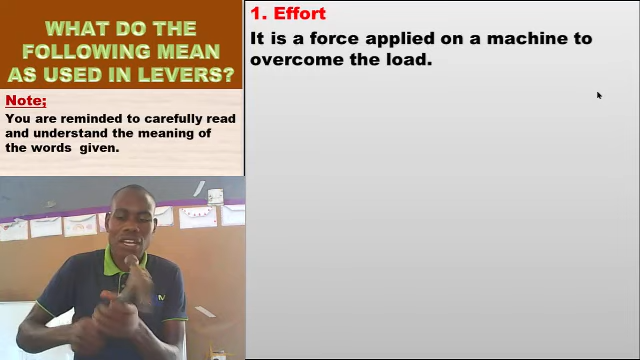 WHAT DO THE
FOLLOWING MEAN
AS USED IN LEVERS?
Note;
You are reminded to carefully read
and understand the meaning of
the words given.
1. Effort
It is a force applied on a machine to
overcome the load.